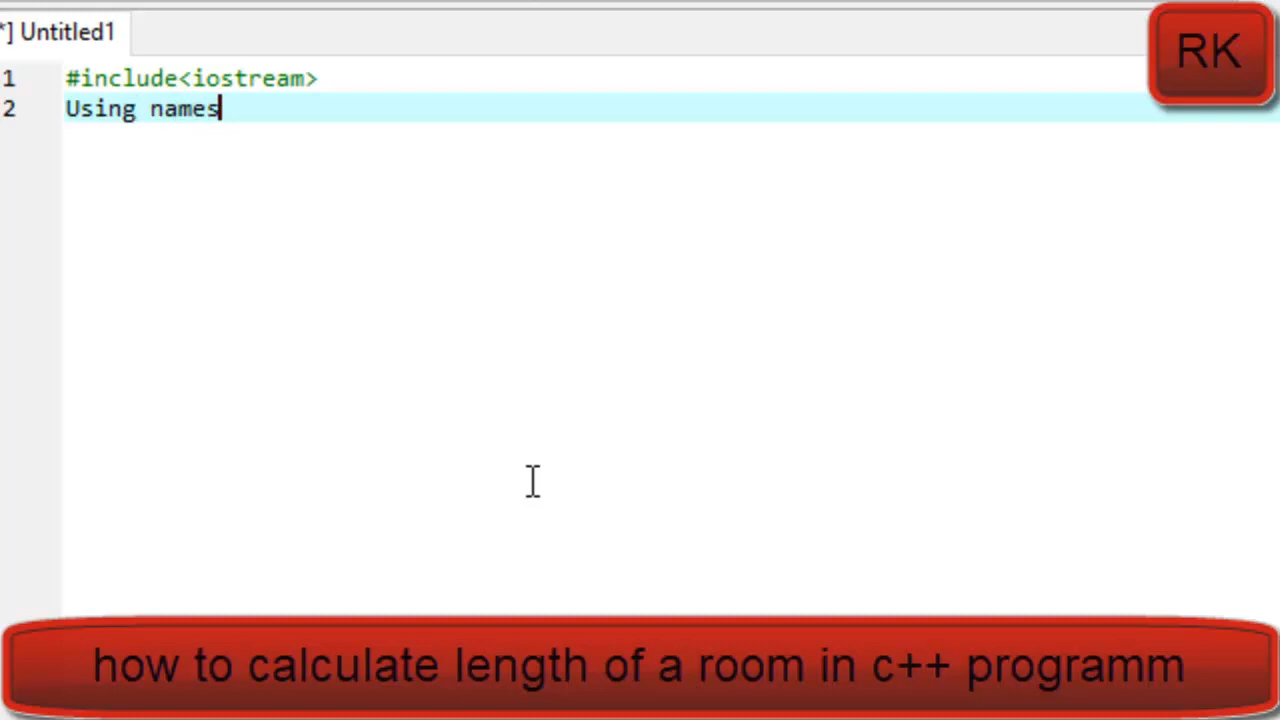 *] Untitled1
RK
1 #include<iostream>
2 Using names
how to calculate length of a room in c++ programm